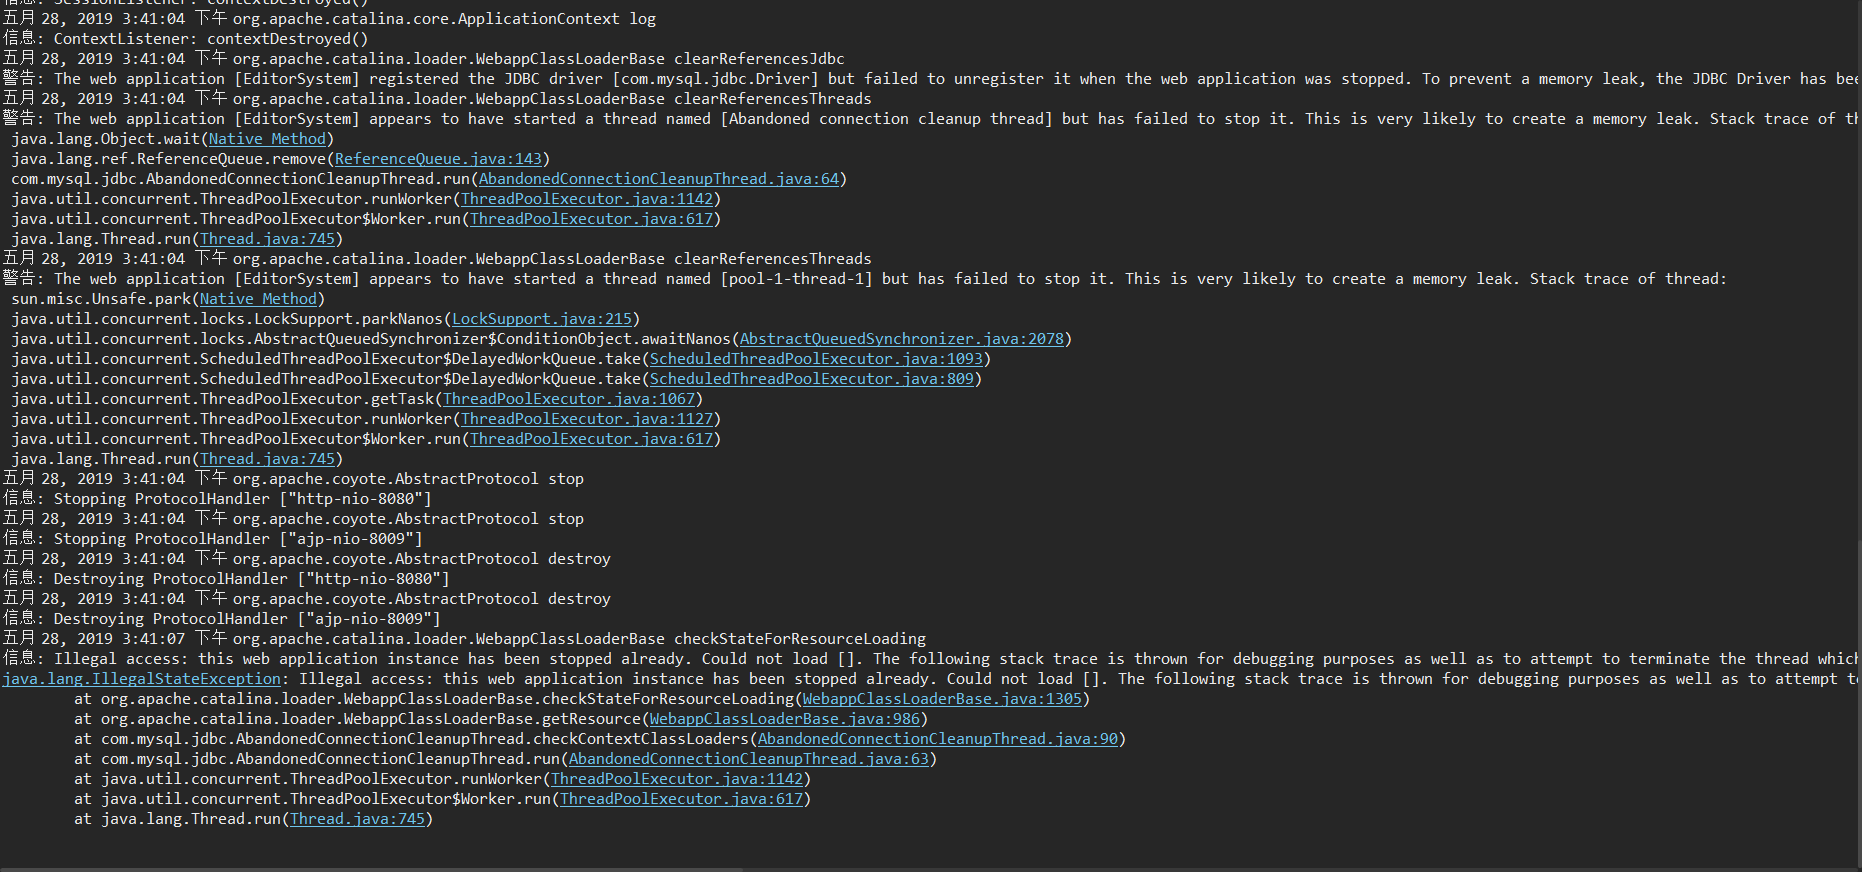 信息: SessionListener: contextDestroyed()
五月 28, 2019 3:41:04 下午 org.apache.catalina.core.ApplicationContext log
信息: ContextListener: contextDestroyed()
五月 28, 2019 3:41:04 下午 org.apache.catalina.loader.WebappClassLoaderBase clearReferencesJdbc
警告: The web application [EditorSystem] registered the JDBC driver [com.mysql.jdbc.Driver] but failed to unregister it when the web application was stopped. To prevent a memory leak, the JDBC Driver has bee
五月 28, 2019 3:41:04 下午 org.apache.catalina.loader.WebappClassLoaderBase clearReferencesThreads
警告: The web application [EditorSystem] appears to have started a thread named [Abandoned connection cleanup thread] but has failed to stop it. This is very likely to create a memory leak. Stack trace of th
java.lang.Object.wait(Native Method)
java.lang.ref.ReferenceQueue.remove(ReferenceQueue.java:143)
com.mysql.jdbc.AbandonedConnectionCleanupThread.run(AbandonedConnectionCleanupThread.java:64)
java.util.concurrent.ThreadPoolExecutor.runWorker(ThreadPoolExecutor.java:1142)
java.util.concurrent.ThreadPoolExecutor$Worker.run(ThreadPoolExecutor.java:617)
java.lang.Thread.run(Thread.java:745)
五月 28, 2019 3:41:04 下午 org.apache.catalina.loader.WebappClassLoaderBase clearReferencesThreads
警告: The web application [EditorSystem] appears to have started a thread named [pool-1-thread-1] but has failed to stop it. This is very likely to create a memory leak. Stack trace of thread:
sun.misc.Unsafe.park(Native Method)
java.util.concurrent.locks.LockSupport.parkNanos(LockSupport.java:215)
java.util.concurrent.locks.AbstractQueuedSynchronizer$ConditionObject.awaitNanos(AbstractQueuedSynchronizer.java:2078)
java.util.concurrent.ScheduledThreadPoolExecutor$DelayedWorkQueue.take(ScheduledThreadPoolExecutor.java:1093)
java.util.concurrent.ScheduledThreadPoolExecutor$DelayedWorkQueue.take(ScheduledThreadPoolExecutor.java:809)
java.util.concurrent.ThreadPoolExecutor.getTask(ThreadPoolExecutor.java:1067)
java.util.concurrent.ThreadPoolExecutor.runWorker(ThreadPoolExecutor.java:1127)
java.util.concurrent.ThreadPoolExecutor$Worker.run(ThreadPoolExecutor.java:617)
java.lang.Thread.run(Thread.java:745)
五月 28, 2019 3:41:04 下午 org.apache.coyote.AbstractProtocol stop
信息: Stopping ProtocolHandler ["http-nio-8080"]
五月 28, 2019 3:41:04 下午 org.apache.coyote.AbstractProtocol stop
信息: Stopping ProtocolHandler ["ajp-nio-8009"]
五月 28, 2019 3:41:04 下午 org.apache.coyote.AbstractProtocol destroy
信息: Destroying ProtocolHandler ["http-nio-8080"]
五月 28, 2019 3:41:04 下午 org.apache.coyote.AbstractProtocol destroy
信息: Destroying ProtocolHandler ["ajp-nio-8009"]
五月 28, 2019 3:41:07 下午 org.apache.catalina.loader.WebappClassLoaderBase checkStateForResourceLoading
信息: Illegal access: this web application instance has been stopped already. Could not load []. The following stack trace is thrown for debugging purposes as well as to attempt to terminate the thread which
java.lang.IllegalStateException: Illegal access: this web application instance has been stopped already. Could not load []. The following stack trace is thrown for debugging purposes as well as to attempt t
at org.apache.catalina.loader.WebappClassLoaderBase.checkStateForResourceLoading(WebappClassLoaderBase.java:1305)
at org.apache.catalina.loader.WebappClassLoaderBase.getResource(WebappClassLoaderBase.java:986)
at com.mysql.jdbc.AbandonedConnectionCleanupThread.checkContextClassLoaders(AbandonedConnectionCleanupThread.java:90)
at com.mysql.jdbc.AbandonedConnectionCleanupThread.run(AbandonedConnectionCleanupThread.java:63)
at java.util.concurrent.ThreadPoolExecutor.runWorker(ThreadPoolExecutor.java:1142)
at java.util.concurrent.ThreadPoolExecutor$Worker.run(ThreadPoolExecutor.java:617)
at java.lang.Thread.run(Thread.java:745)